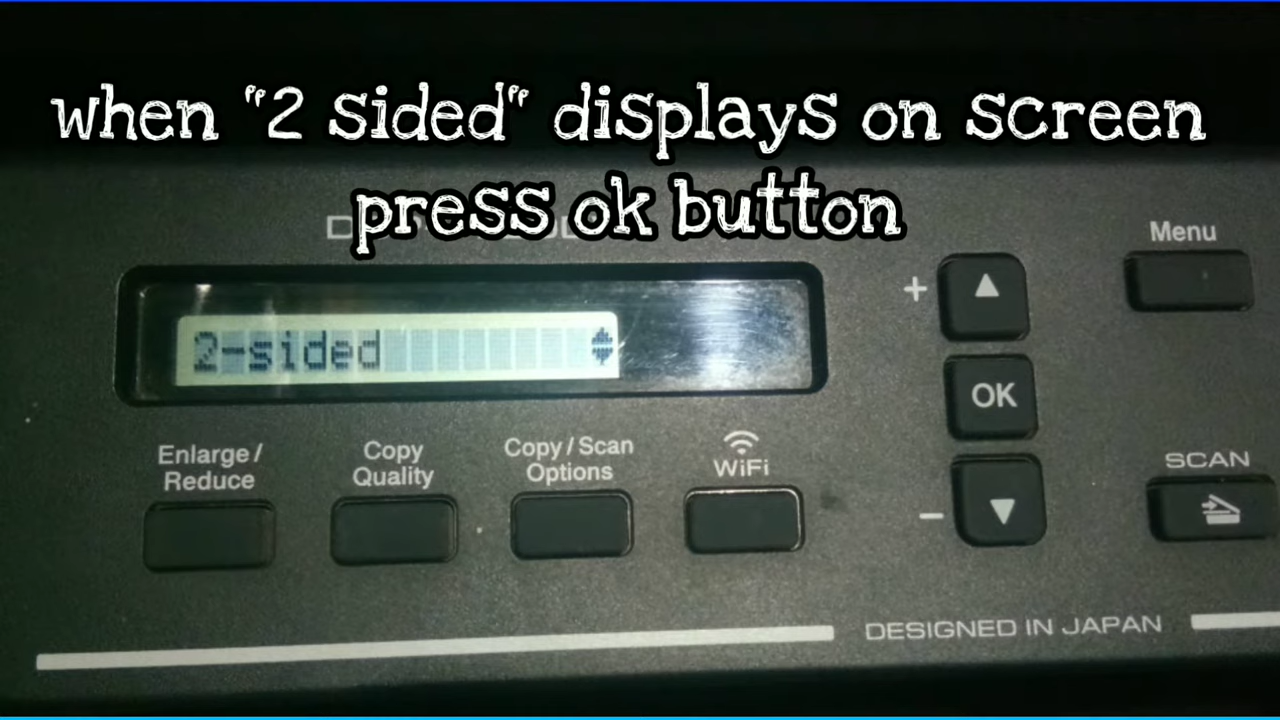 when "2 sided" displays on screen
press ok button
Menu
2-sided
+
OK
Enlarge /
Reduce
Copy
Quality
Copy / Scan
Options
WiFi
−
SCAN
DESIGNED IN JAPAN